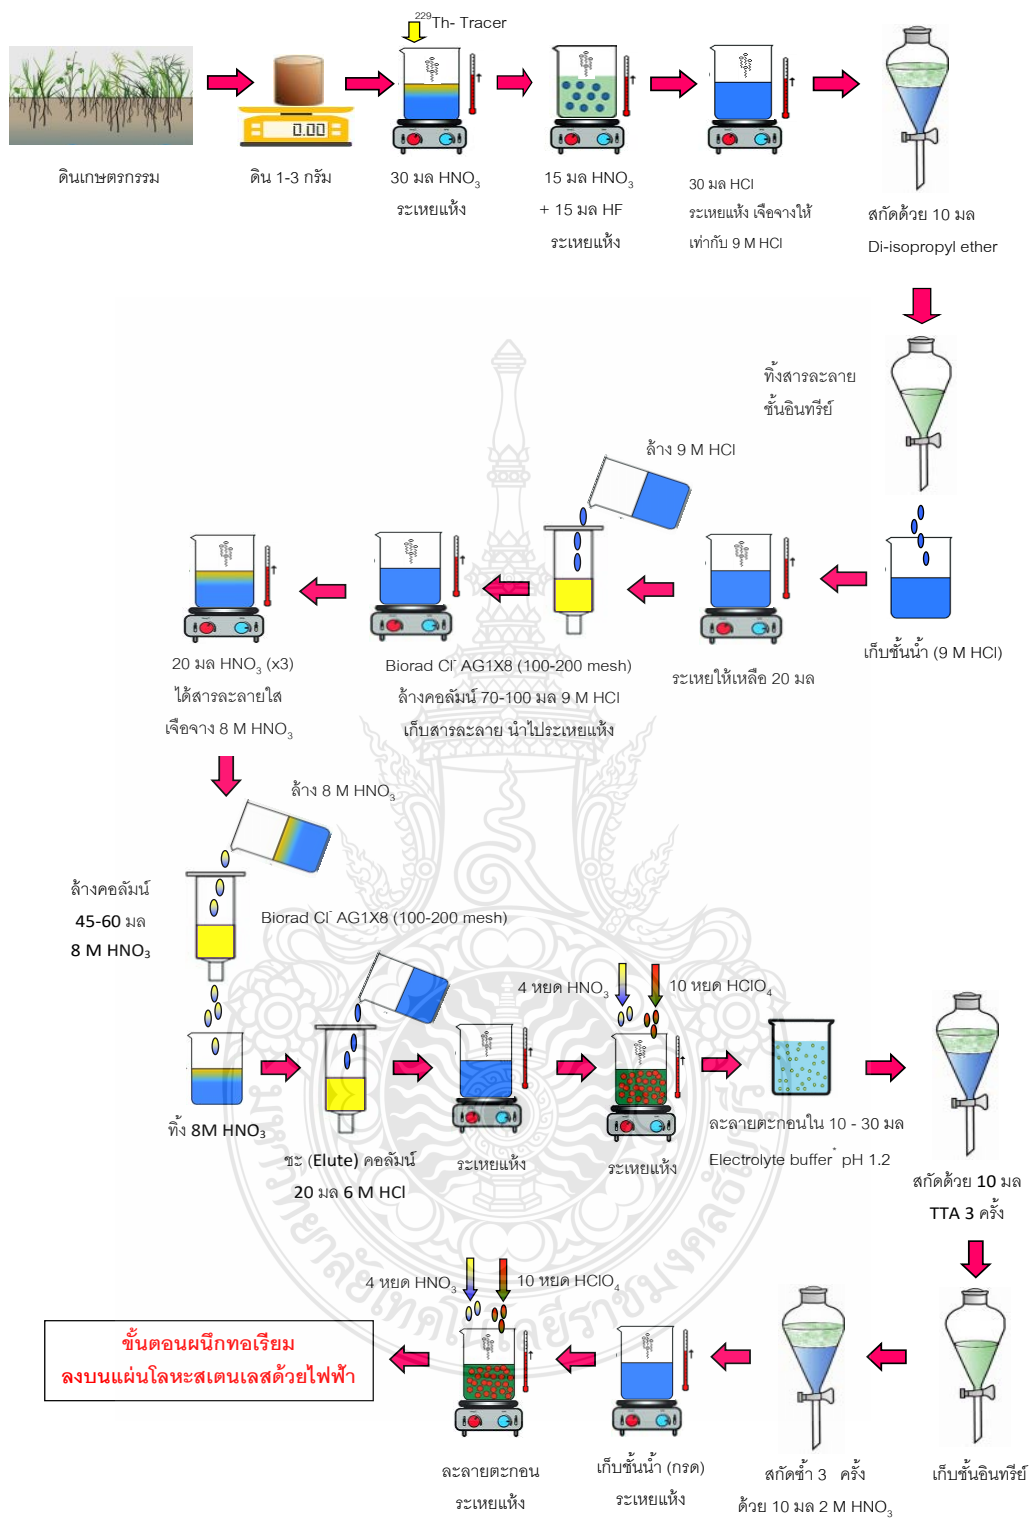 ²²⁹Th- Tracer
0.00
ดินเกษตรกรรม
ดิน 1-3 กรัม
30 มล HNO₃
ระเหยแห้ง
15 มล HNO₃
+ 15 มล HF
ระเหยแห้ง
30 มล HCl
ระเหยแห้ง เจือจางให้
เท่ากับ 9 M HCl
สกัดด้วย 10 มล
Di-isopropyl ether
ทิ้งสารละลาย
ชั้นอินทรีย์
ล้าง 9 M HCl
เก็บชั้นน้ำ (9 M HCl)
ระเหยให้เหลือ 20 มล
Biorad Cl⁻ AG1X8 (100-200 mesh)
ล้างคอลัมน์ 70-100 มล 9 M HCl
เก็บสารละลาย นำไประเหยแห้ง
20 มล HNO₃ (x3)
ได้สารละลายใส
เจือจาง 8 M HNO₃
ล้าง 8 M HNO₃
ล้างคอลัมน์
45-60 มล
8 M HNO₃
Biorad Cl⁻ AG1X8 (100-200 mesh)
ทิ้ง 8M HNO₃
ชะ (Elute) คอลัมน์
20 มล 6 M HCl
ระเหยแห้ง
4 หยด HNO₃
10 หยด HClO₄
ระเหยแห้ง
ละลายตะกอนใน 10 - 30 มล
Electrolyte buffer* pH 1.2
สกัดด้วย 10 มล
TTA 3 ครั้ง
เก็บชั้นอินทรีย์
สกัดซ้ำ 3 ครั้ง
ด้วย 10 มล 2 M HNO₃
เก็บชั้นน้ำ (กรด)
ระเหยแห้ง
4 หยด HNO₃
10 หยด HClO₄
ละลายตะกอน
ระเหยแห้ง
ขั้นตอนผนึกทอเรียม
ลงบนแผ่นโลหะสเตนเลสด้วยไฟฟ้า